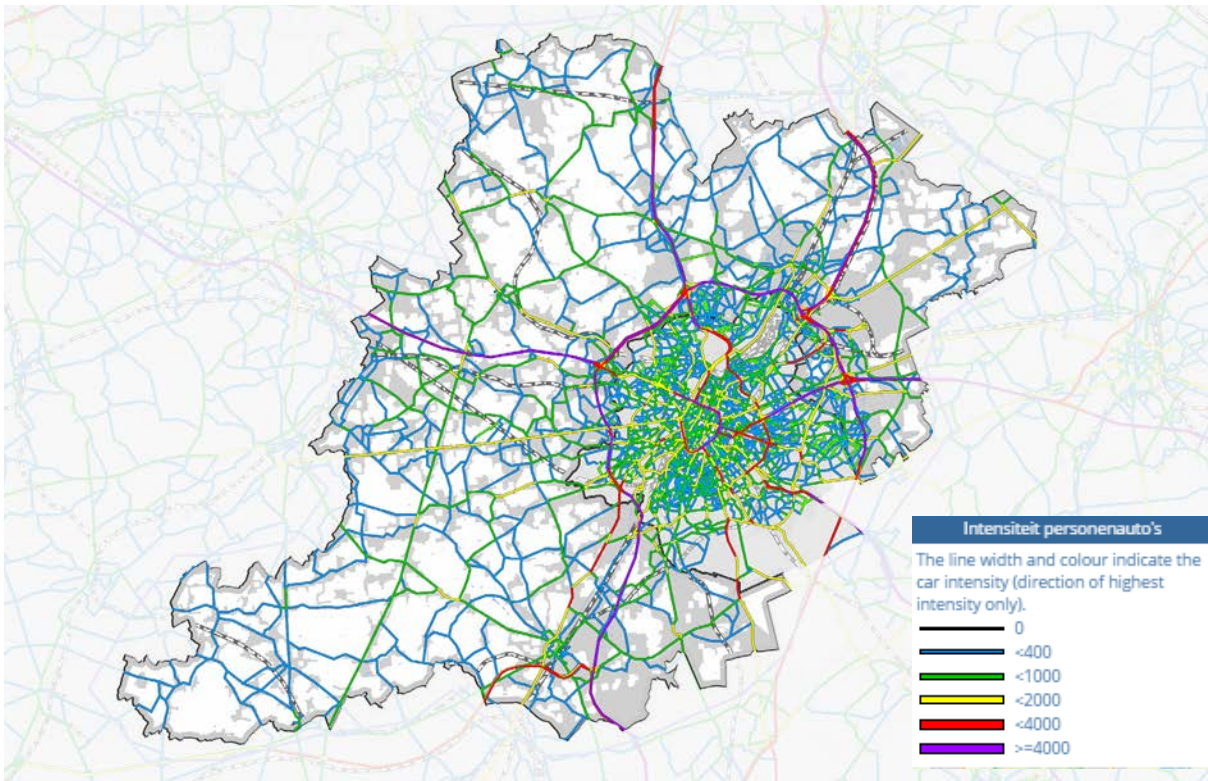 Intensiteit personenauto's
The line width and colour indicate the
car intensity (direction of highest
intensity only).
0
<400
<1000
<2000
<4000
>=4000